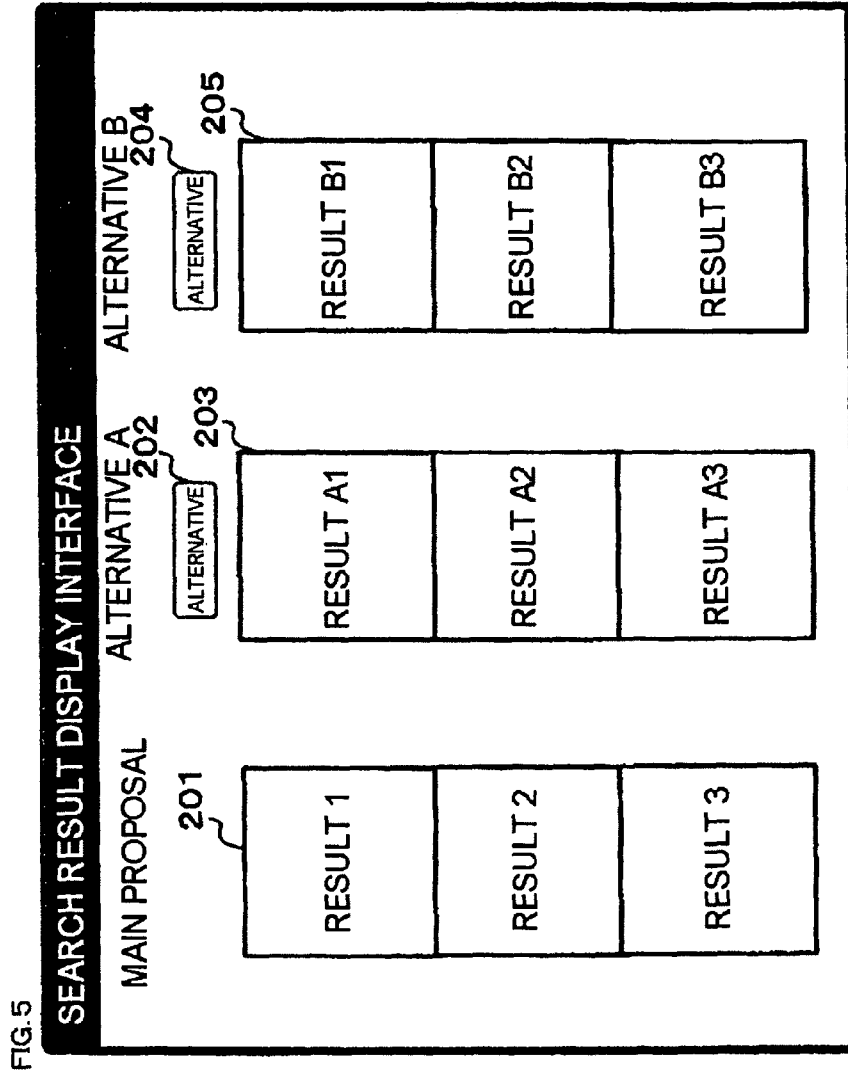 FIG. 5
SEARCH RESULT DISPLAY INTERFACE
MAIN PROPOSAL
201
RESULT 1
RESULT 2
RESULT 3
ALTERNATIVE A
202
ALTERNATIVE
203
RESULT A1
RESULT A2
RESULT A3
ALTERNATIVE B
204
ALTERNATIVE
205
RESULT B1
RESULT B2
RESULT B3